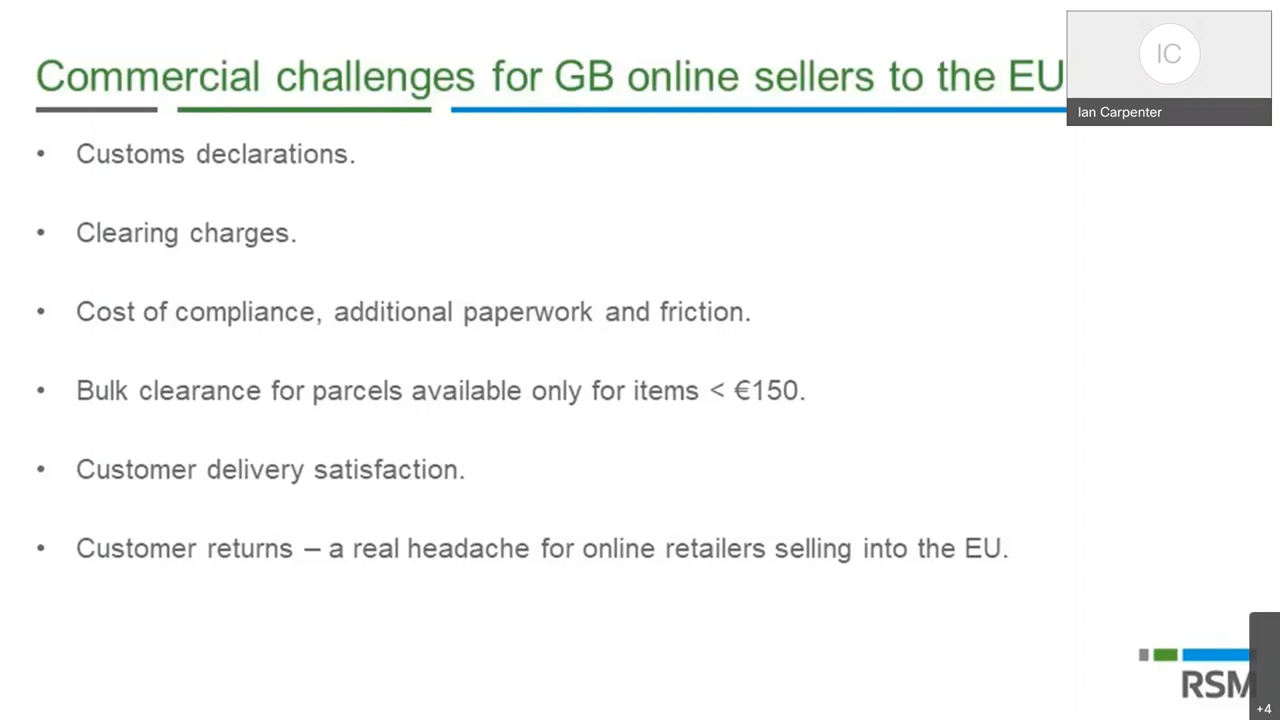 Commercial challenges for GB online sellers to the EU
IC
Ian Carpenter
• Customs declarations.
• Clearing charges.
• Cost of compliance, additional paperwork and friction.
• Bulk clearance for parcels available only for items < €150.
• Customer delivery satisfaction.
• Customer returns – a real headache for online retailers selling into the EU.
RSM
+4